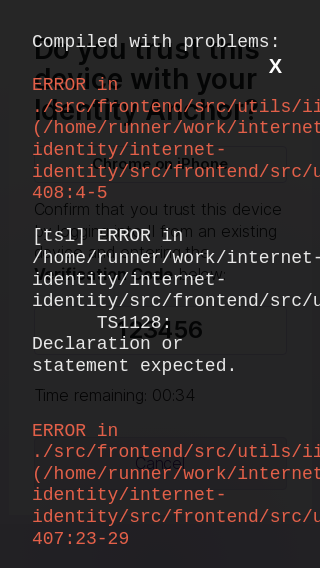 Compiled with problems:
X
ERROR in
./src/frontend/src/utils/ii
(/home/runner/work/internet
identity/internet-
identity/src/frontend/src/u
408:4-5
[tsl] ERROR in
/home/runner/work/internet-
identity/internet-
identity/src/frontend/src/u
TS1128:
Declaration or
statement expected.
ERROR in
./src/frontend/src/utils/ii
(/home/runner/work/internet
identity/internet-
identity/src/frontend/src/u
407:23-29
Do you trust this
device with your
Identity Anchor?
Chrome on iPhone
Confirm that you trust this device
from an existing
Verification Code below:
123456
Time remaining: 00:34
Cancel